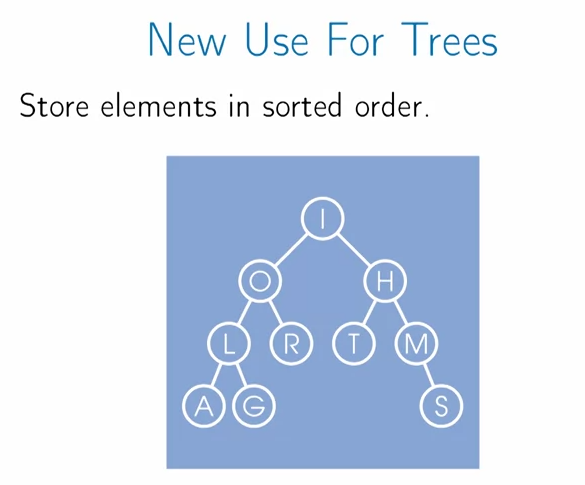 New Use For Trees
Store elements in sorted order.
I
O H
L R T M
A G S